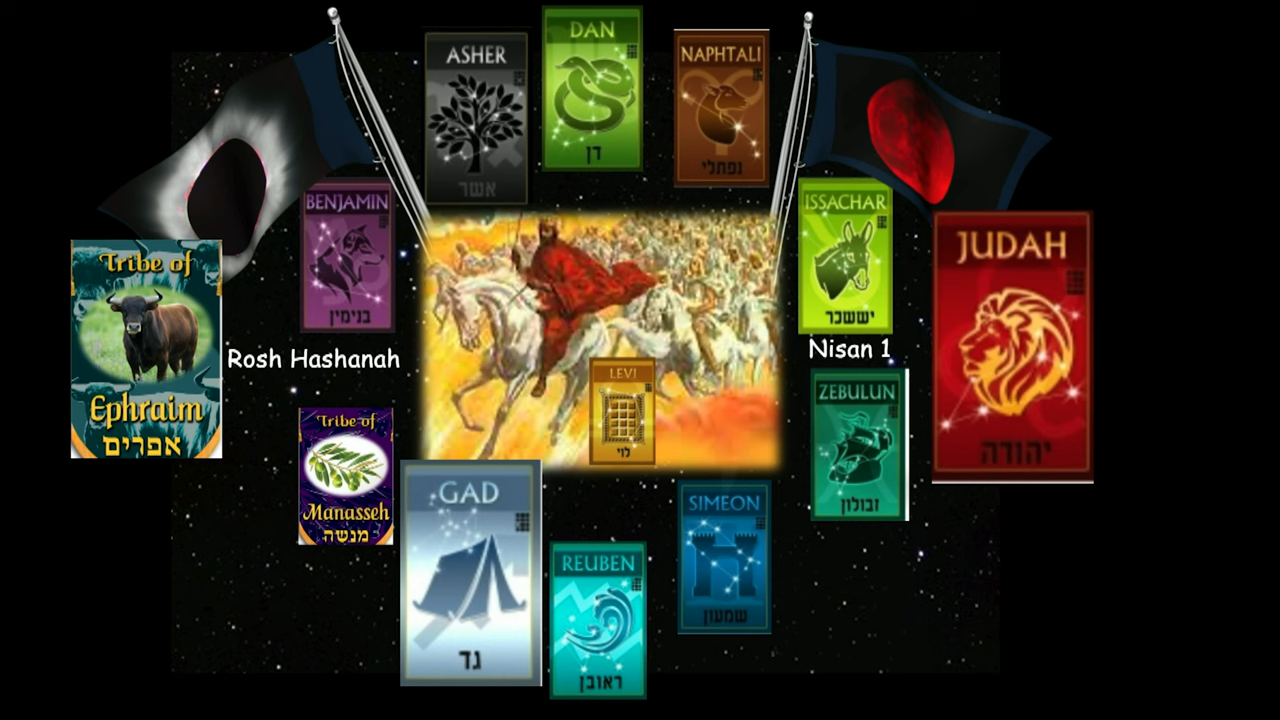 ASHER
אשר
DAN
דן
NAPHTALI
נפתלי
BENJAMIN
בנימין
ISSACHAR
יששכר
JUDAH
יהודה
Tribe of
Ephraim
אפרים
Rosh Hashanah
Nisan 1
LEVI
לוי
ZEBULUN
זבולון
Tribe of
Manasseh
מנשה
GAD
גד
SIMEON
שמעון
REUBEN
ראובן